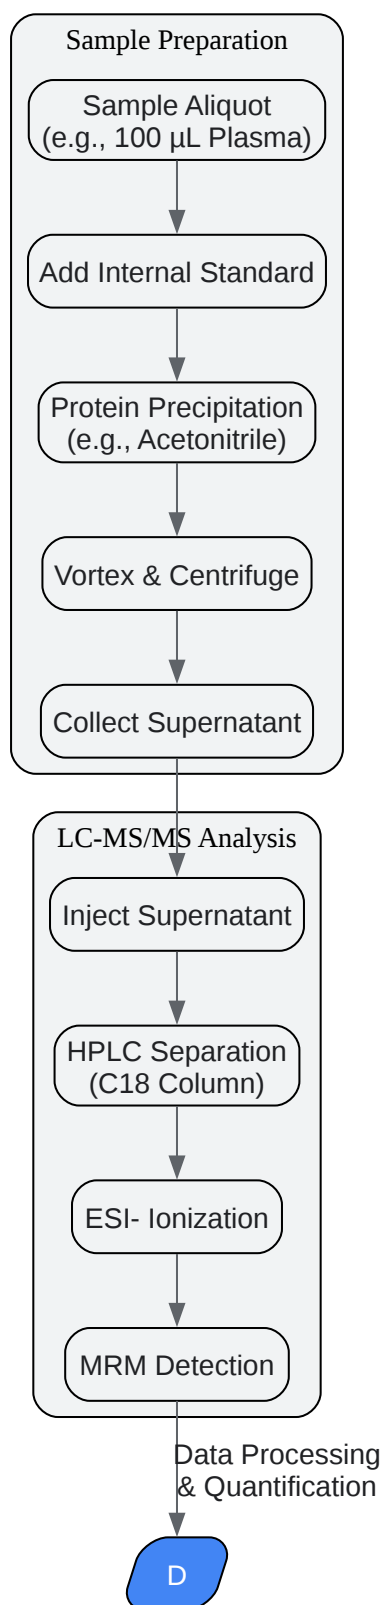 Sample Preparation
Sample Aliquot
(e.g., 100 µL Plasma)
Add Internal Standard
Protein Precipitation
(e.g., Acetonitrile)
Vortex & Centrifuge
Collect Supernatant
LC-MS/MS Analysis
Inject Supernatant
HPLC Separation
(C18 Column)
ESI- Ionization
MRM Detection
Data Processing
& Quantification
D